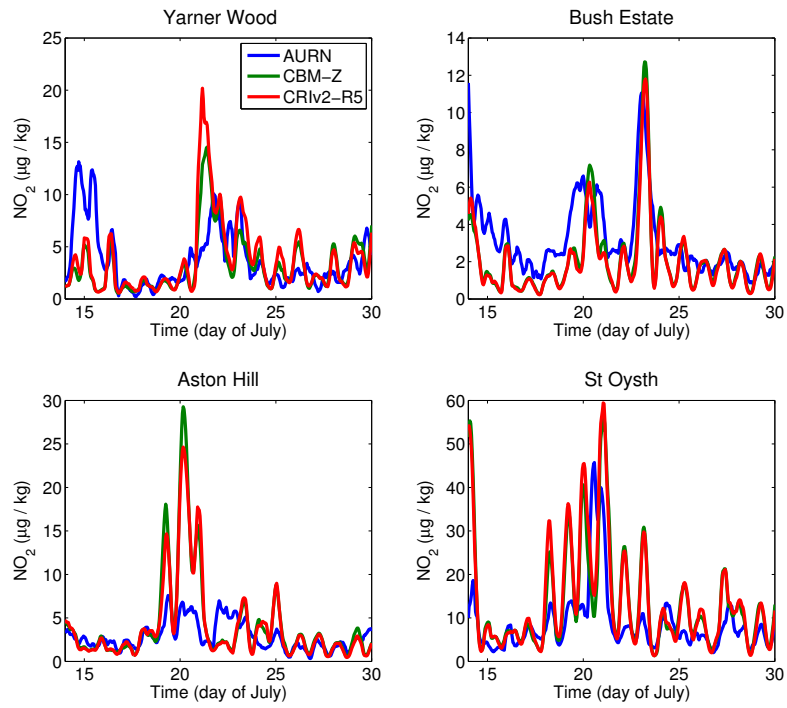 Yarner Wood
25
20
15
10
5
0
NO2 (μg / kg)
15
20
25
30
Time (day of July)
AURN
CBM−Z
CRIv2−R5
Bush Estate
14
12
10
8
6
4
2
0
NO2 (μg / kg)
15
20
25
30
Time (day of July)
Aston Hill
30
25
20
15
10
5
0
NO2 (μg / kg)
15
20
25
30
Time (day of July)
St Oysth
60
50
40
30
20
10
0
NO2 (μg / kg)
15
20
25
30
Time (day of July)